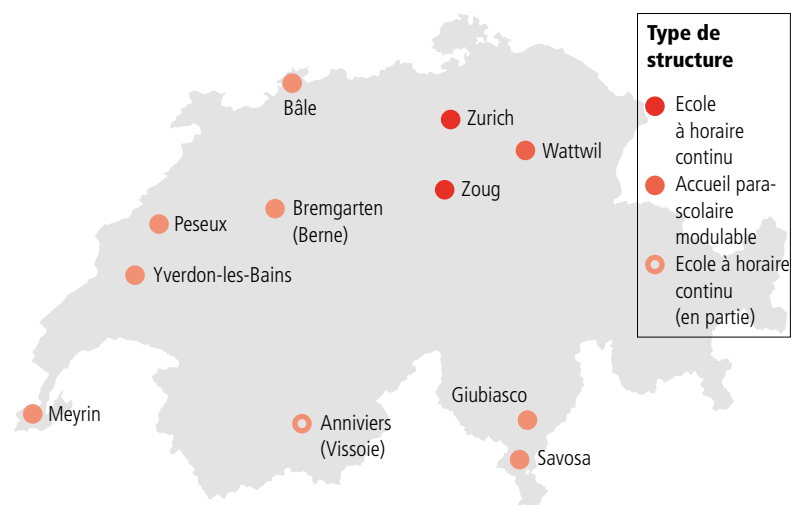 Type de
structure
Ecole
à horaire
continu
Accueil para-
scolaire
modulable
Ecole à horaire
continu
(en partie)
Bâle
Zurich
Wattwil
Zoug
Bremgarten
(Berne)
Peseux
Yverdon-les-Bains
Meyrin
Anniviers
(Vissoie)
Giubiasco
Savosa